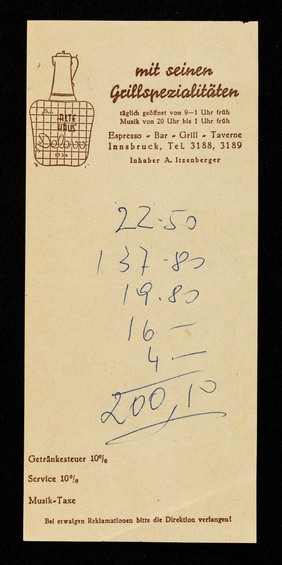 mit seinen
Grillspezialitäten
täglich geöffnet von 9—1 Uhr früh
Musik von 20 Uhr bis 1 Uhr früh
Espresso - Bar - Grill - Taverne
Innsbruck, Tel. 3188, 3189
Inhaber A. Itzenberger
ALTE
HAUS
Delevo
22.50
137.80
19.80
16 —
4 —
200,10
Getränkesteuer 10%
Service 10%
Musik-Taxe
Bei etwaigen Reklamationen bitte die Direktion verlangen!